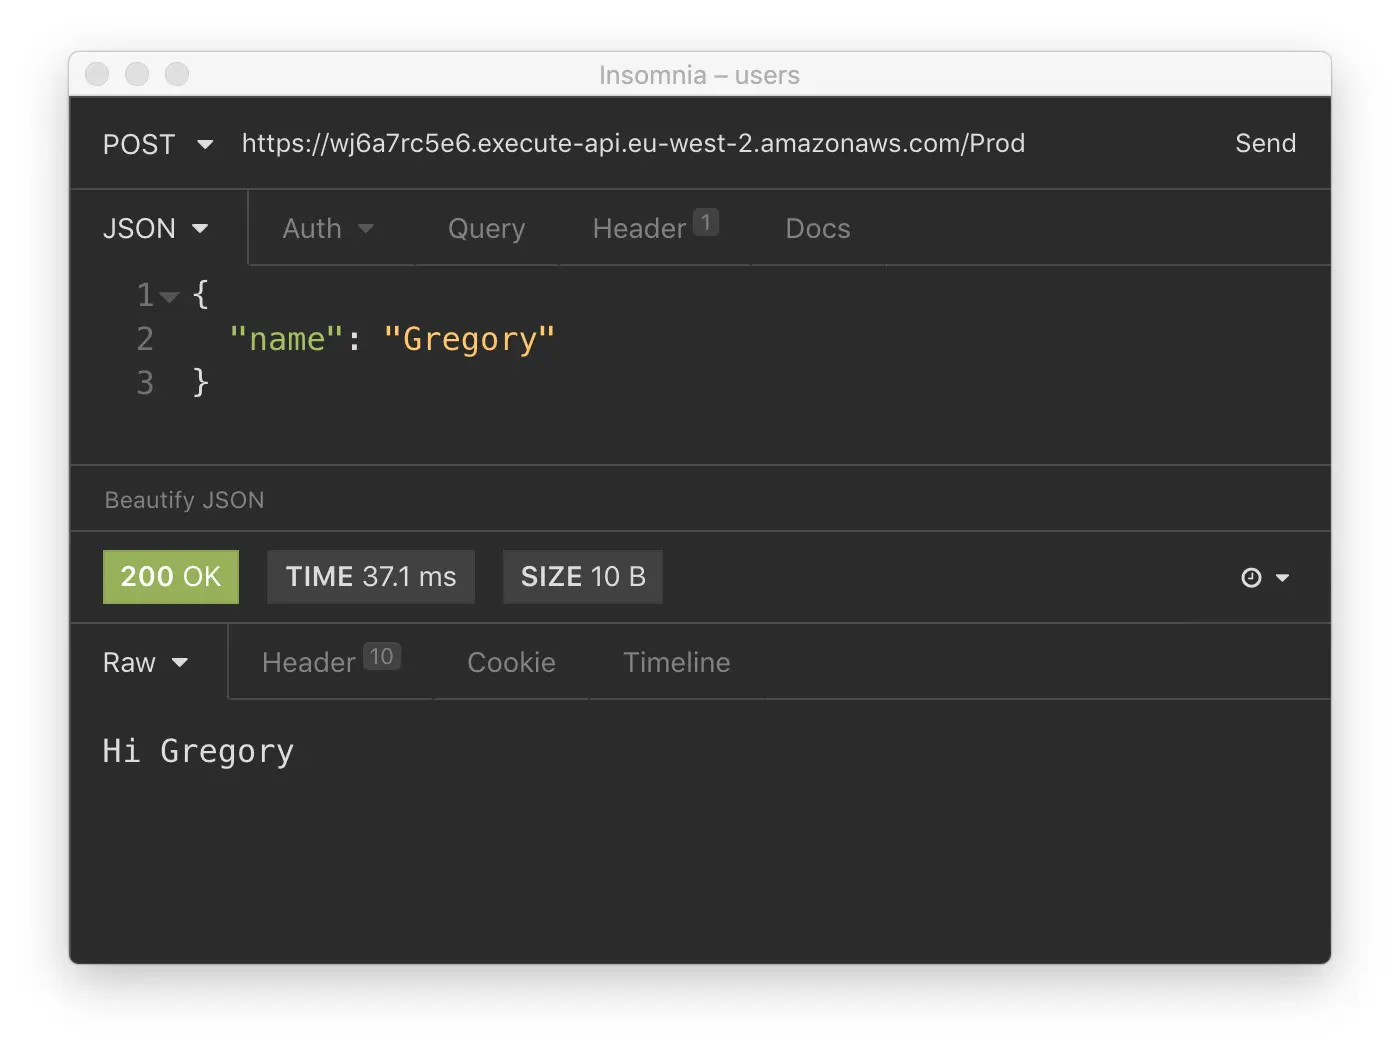 Insomnia – users
POST https://wj6a7rc5e6.execute-api.eu-west-2.amazonaws.com/Prod Send
JSON Auth Query Header 1 Docs
1 {
2 "name": "Gregory"
3 }
Beautify JSON
200 OK TIME 37.1 ms SIZE 10 B
Raw Header 10 Cookie Timeline
Hi Gregory